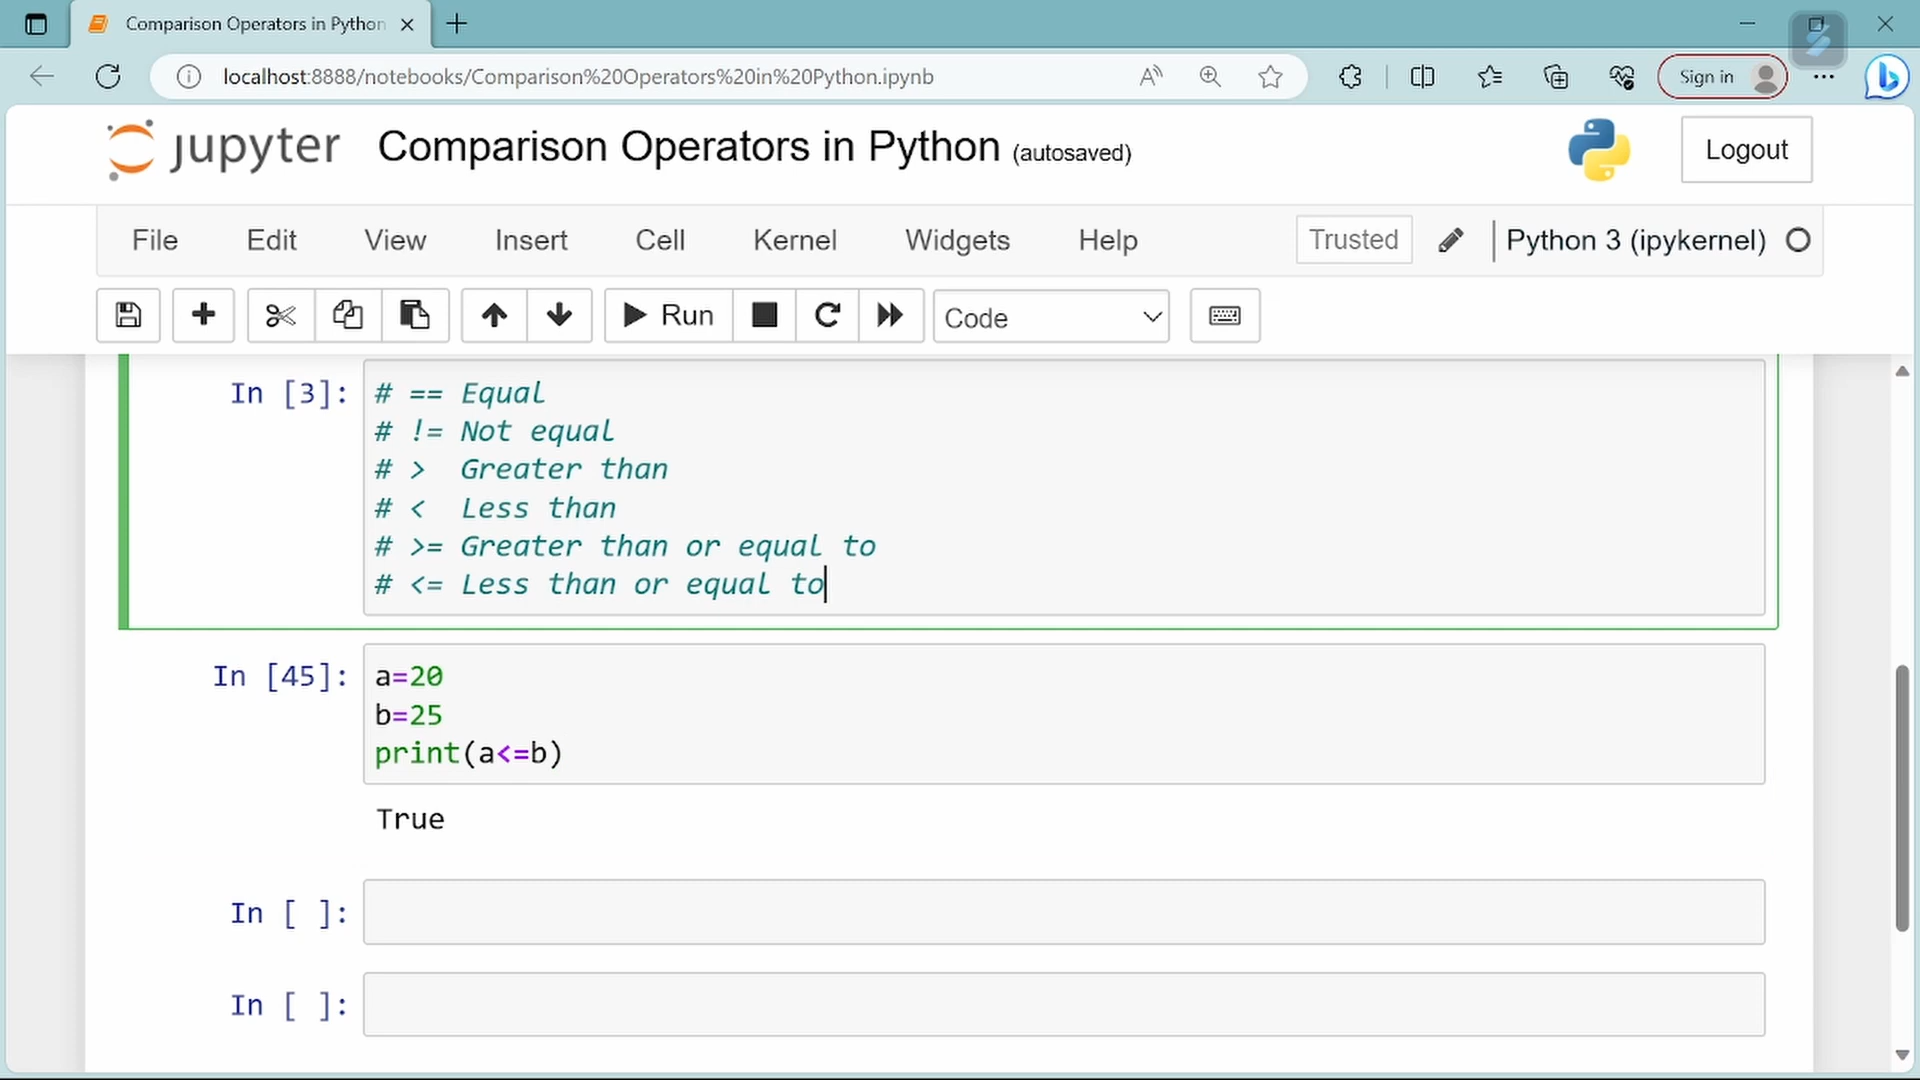 Comparison Operators in Python
localhost:8888/notebooks/Comparison%20Operators%20in%20Python.ipynb
Sign in
jupyter Comparison Operators in Python (autosaved)
Logout
File Edit View Insert Cell Kernel Widgets Help Trusted Python 3 (ipykernel)
Run Code
In [3]: # == Equal
# != Not equal
# >  Greater than
# <  Less than
# >= Greater than or equal to
# <= Less than or equal to
In [45]: a=20
b=25
print(a<=b)
True
In [ ]:
In [ ]: